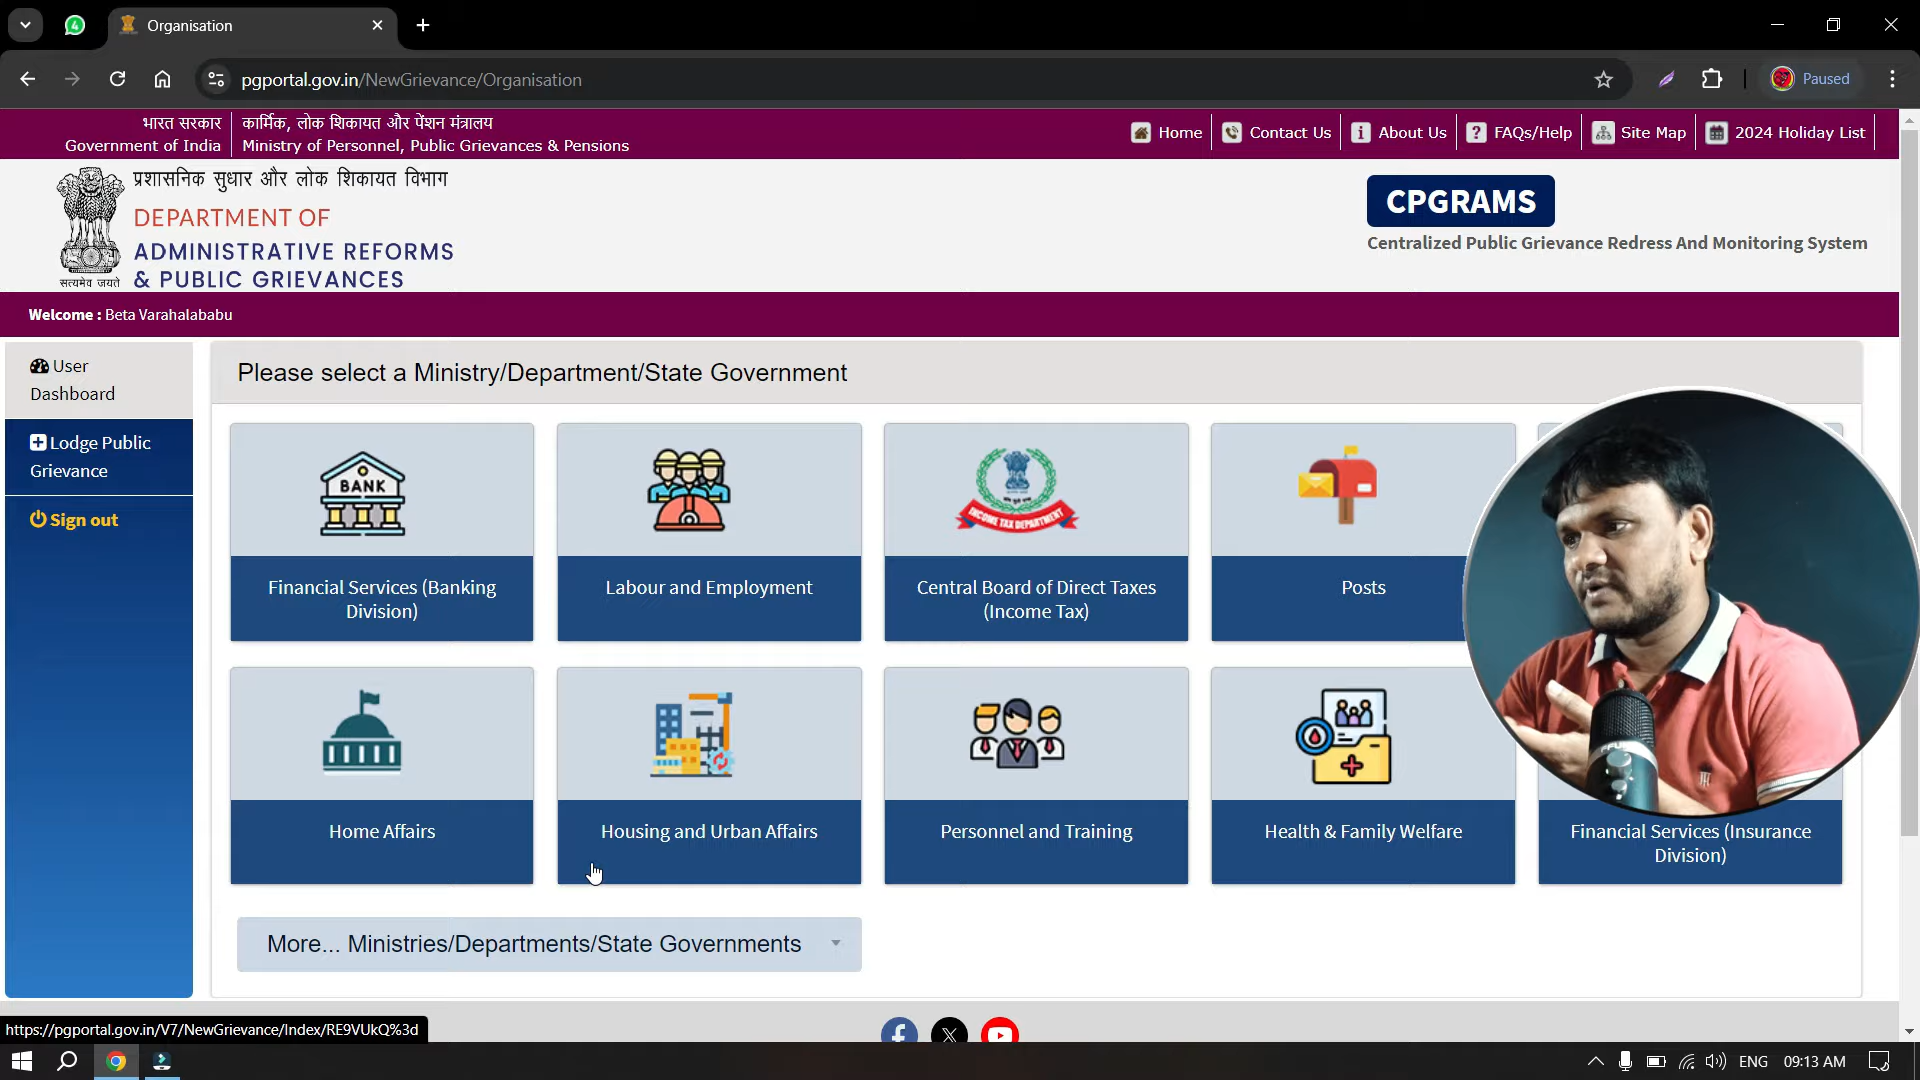 4
Organisation
pgportal.gov.in/NewGrievance/Organisation
Paused
भारत सरकार
Government of India
कार्मिक, लोक शिकायत और पेंशन मंत्रालय
Ministry of Personnel, Public Grievances & Pensions
Home
Contact Us
About Us
FAQs/Help
Site Map
2024 Holiday List
प्रशासनिक सुधार और लोक शिकायत विभाग
DEPARTMENT OF
ADMINISTRATIVE REFORMS
& PUBLIC GRIEVANCES
सत्यमेव जयते
CPGRAMS
Centralized Public Grievance Redress And Monitoring System
Welcome : Beta Varahalababu
User
Dashboard
Lodge Public
Grievance
Sign out
Please select a Ministry/Department/State Government
BANK
INCOME TAX DEPARTMENT
Financial Services (Banking
Division)
Labour and Employment
Central Board of Direct Taxes
(Income Tax)
Posts
Home Affairs
Housing and Urban Affairs
Personnel and Training
Health & Family Welfare
Financial Services (Insurance
Division)
More... Ministries/Departments/State Governments
https://pgportal.gov.in/V7/NewGrievance/Index/RE9VUkQ%3d
ENG
09:13 AM